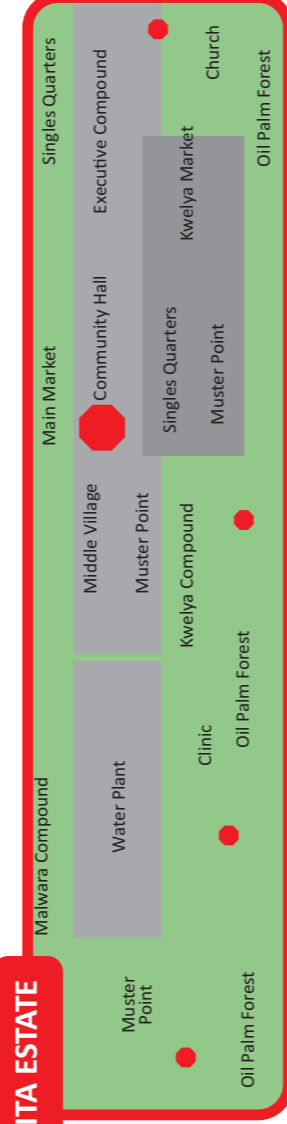 ITA ESTATE
Malwara Compound
Main Market
Singles Quarters
Middle Village
Community Hall
Executive Compound
Water Plant
Muster
Point
Muster Point
Singles Quarters
Kwelya Compound
Kwelya Market
Clinic
Church
Muster Point
Oil Palm Forest
Oil Palm Forest
Oil Palm Forest